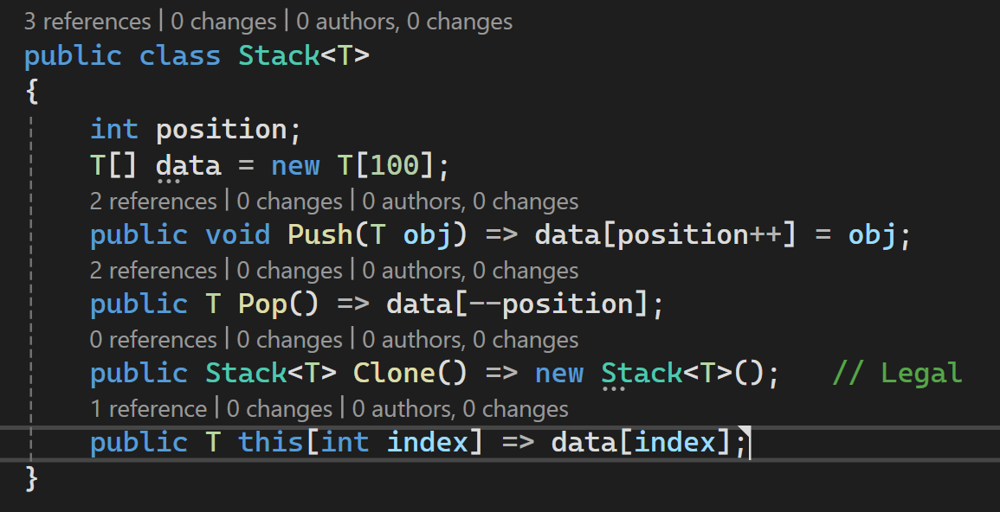 3 references | 0 changes | 0 authors, 0 changes
public class Stack<T>
{
int position;
T[] data = new T[100];
2 references | 0 changes | 0 authors, 0 changes
public void Push(T obj) => data[position++] = obj;
2 references | 0 changes | 0 authors, 0 changes
public T Pop() => data[--position];
0 references | 0 changes | 0 authors, 0 changes
public Stack<T> Clone() => new Stack<T>();   // Legal
1 reference | 0 changes | 0 authors, 0 changes
public T this[int index] => data[index];
}